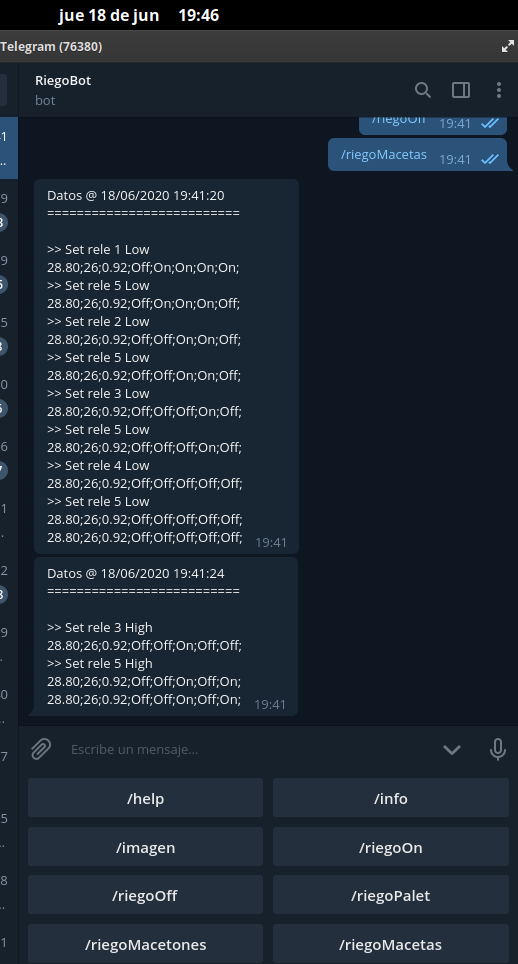 jue 18 de jun 19:46
Telegram (76380)
RiegoBot
bot
/riegoOn 19:41
/riegoMacetas 19:41
Datos @ 18/06/2020 19:41:20
==========================
>> Set rele 1 Low
28.80;26;0.92;Off;On;On;On;On;
>> Set rele 5 Low
28.80;26;0.92;Off;On;On;On;Off;
>> Set rele 2 Low
28.80;26;0.92;Off;Off;On;On;Off;
>> Set rele 5 Low
28.80;26;0.92;Off;Off;On;On;Off;
>> Set rele 3 Low
28.80;26;0.92;Off;Off;Off;On;Off;
>> Set rele 5 Low
28.80;26;0.92;Off;Off;Off;On;Off;
>> Set rele 4 Low
28.80;26;0.92;Off;Off;Off;Off;Off;
>> Set rele 5 Low
28.80;26;0.92;Off;Off;Off;Off;Off;
28.80;26;0.92;Off;Off;Off;Off;Off;
19:41
Datos @ 18/06/2020 19:41:24
==========================
>> Set rele 3 High
28.80;26;0.92;Off;Off;On;Off;Off;
>> Set rele 5 High
28.80;26;0.92;Off;Off;On;Off;On;
28.80;26;0.92;Off;Off;On;Off;On;
19:41
Escribe un mensaje...
/help /info
/imagen /riegoOn
/riegoOff /riegoPalet
/riegoMacetones /riegoMacetas